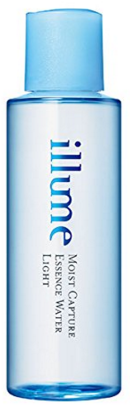 illume
MOIST CAPTURE
ESSENCE WATER
LIGHT